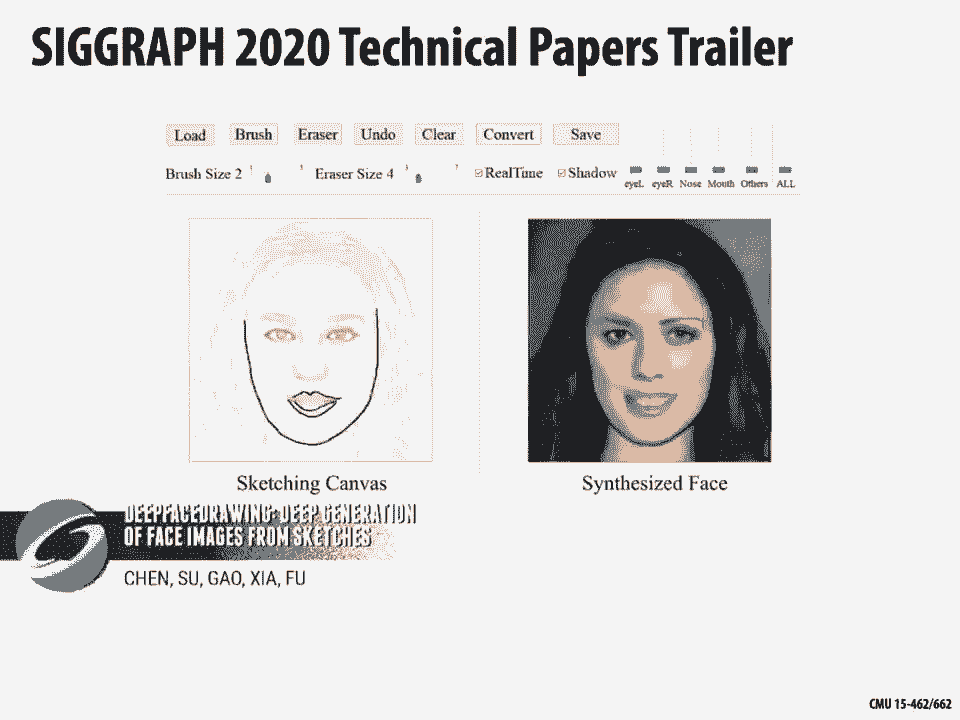 SIGGRAPH 2020 Technical Papers Trailer
Load Brush Eraser Undo Clear Convert Save
Brush Size 2 Eraser Size 4 RealTime Shadow
eyeL eyeR Nose Mouth Others ALL
Sketching Canvas Synthesized Face
DEEPFACEDRAWING: DEEP GENERATION
OF FACE IMAGES FROM SKETCHES
CHEN, SU, GAO, XIA, FU
CMU 15-462/662